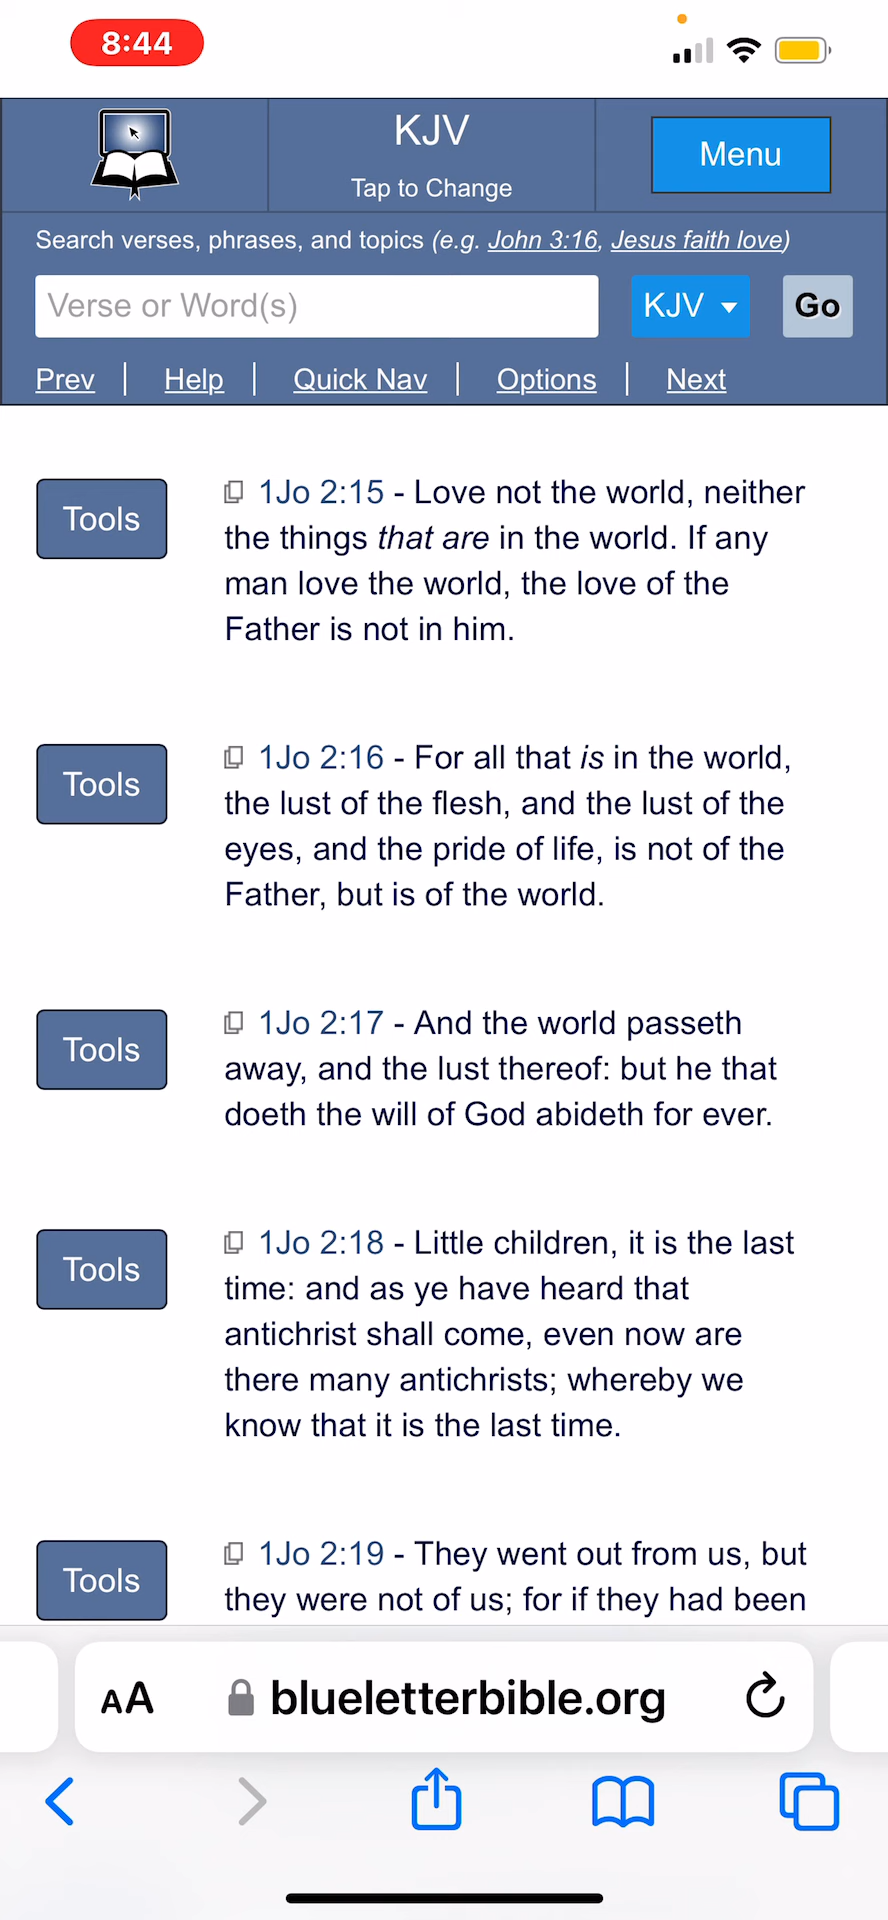 8:44
KJV
Tap to Change
Menu
Search verses, phrases, and topics (e.g. John 3:16, Jesus faith love)
Verse or Word(s)
KJV
Go
Prev | Help | Quick Nav | Options | Next
Tools
1Jo 2:15 - Love not the world, neither
the things that are in the world. If any
man love the world, the love of the
Father is not in him.
Tools
1Jo 2:16 - For all that is in the world,
the lust of the flesh, and the lust of the
eyes, and the pride of life, is not of the
Father, but is of the world.
Tools
1Jo 2:17 - And the world passeth
away, and the lust thereof: but he that
doeth the will of God abideth for ever.
Tools
1Jo 2:18 - Little children, it is the last
time: and as ye have heard that
antichrist shall come, even now are
there many antichrists; whereby we
know that it is the last time.
Tools
1Jo 2:19 - They went out from us, but
they were not of us; for if they had been
AA blueletterbible.org